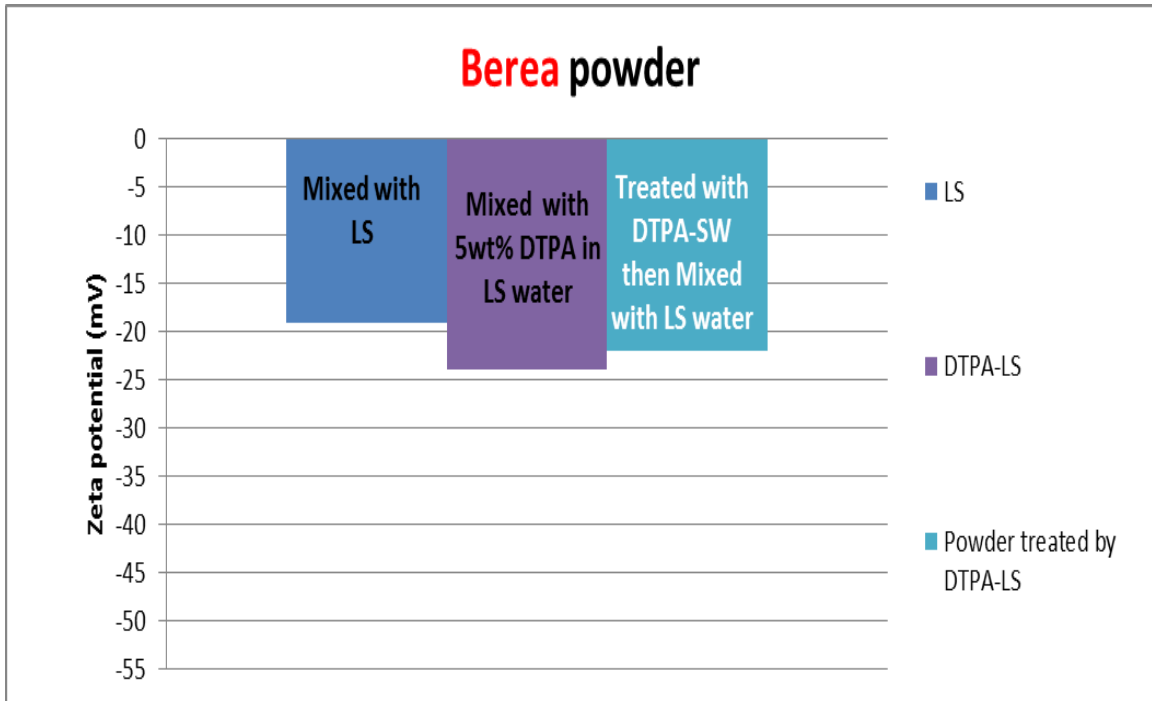 Berea powder
Zeta potential (mV)
0
-5
-10
-15
-20
-25
-30
-35
-40
-45
-50
-55
Mixed with
LS
Mixed  with
5wt% DTPA in
LS water
Treated with
DTPA-SW
then Mixed
with LS water
LS
DTPA-LS
Powder treated by
DTPA-LS